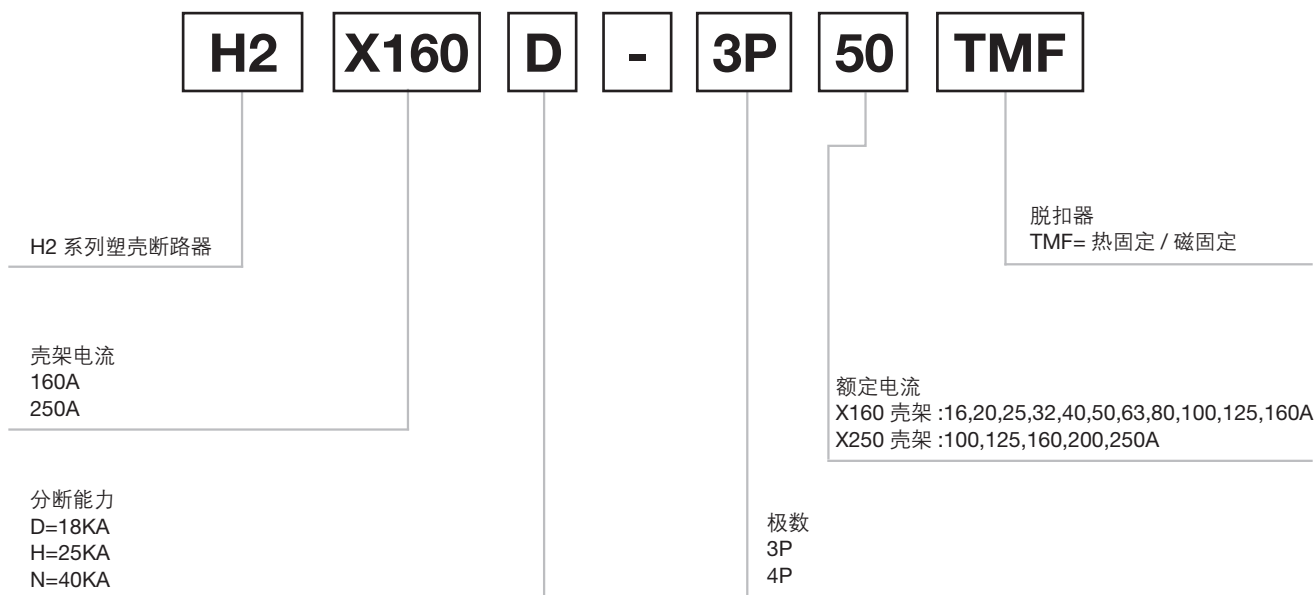 H2 X160 D - 3P 50 TMF
脱扣器
TMF= 热固定 / 磁固定
H2 系列塑壳断路器
壳架电流
160A
250A
额定电流
X160 壳架 :16,20,25,32,40,50,63,80,100,125,160A
X250 壳架 :100,125,160,200,250A
分断能力
D=18KA
H=25KA
N=40KA
极数
3P
4P